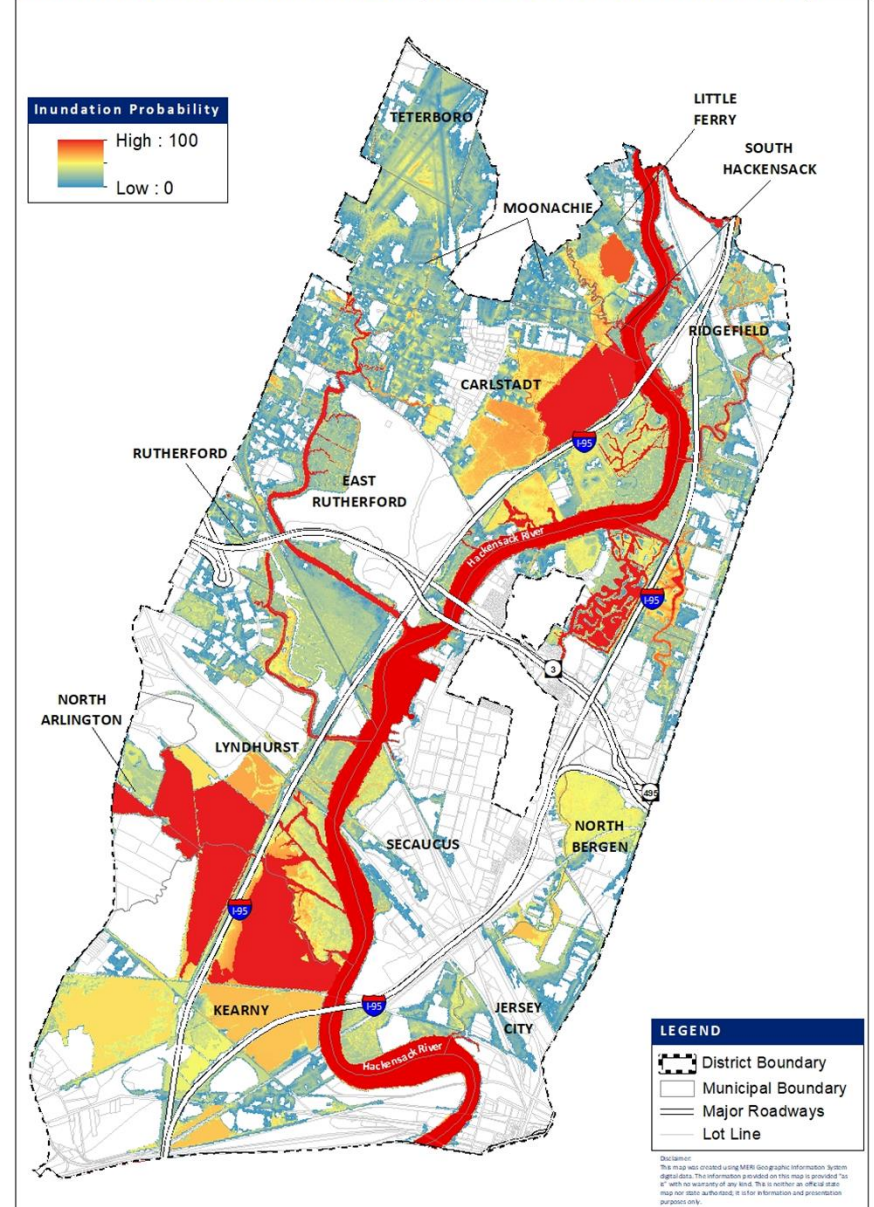 Inundation Probability
High : 100
Low : 0
TETERBORO
LITTLE
FERRY
SOUTH
HACKENSACK
MOONACHIE
RIDGEFIELD
CARLSTADT
I-95
RUTHERFORD
EAST
RUTHERFORD
Hackensack River
I-95
3
NORTH
ARLINGTON
LYNDHURST
495
NORTH
BERGEN
SECAUCUS
I-95
KEARNY
I-95
JERSEY
CITY
Hackensack River
LEGEND
District Boundary
Municipal Boundary
Major Roadways
Lot Line
Disclaimer:
This map was created using MERI Geographic Information System
digital data. The information provided on this map is provided "as
is" with no warranty of any kind. This is neither an official state
map nor state authorized; it is for information and presentation
purposes only.